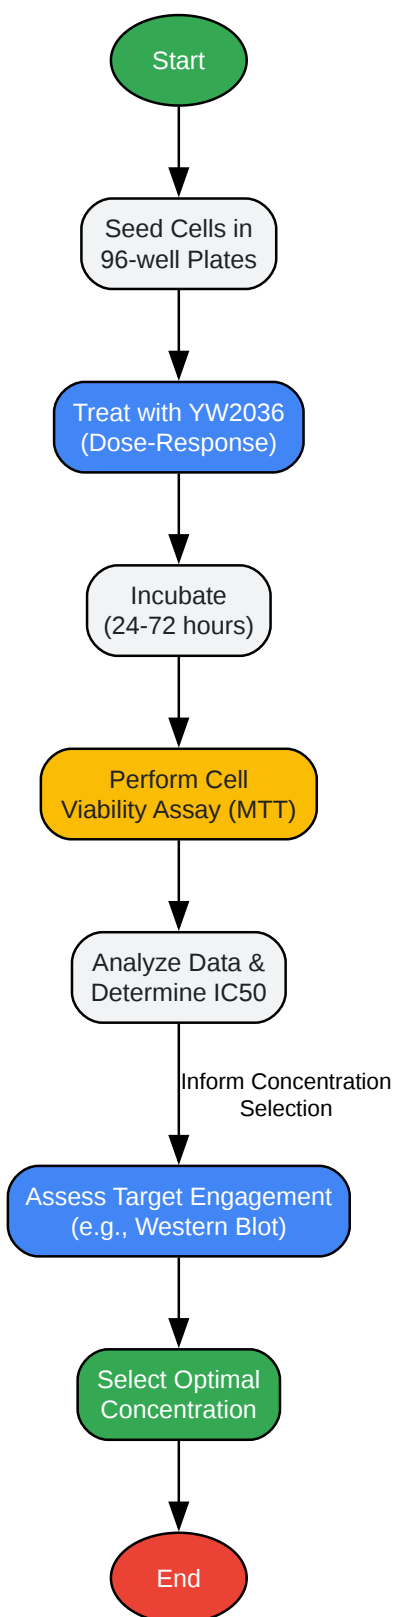 Start
Seed Cells in
96-well Plates
Treat with YW2036
(Dose-Response)
Incubate
(24-72 hours)
Perform Cell
Viability Assay (MTT)
Analyze Data &
Determine IC50
Inform Concentration
Selection
Assess Target Engagement
(e.g., Western Blot)
Select Optimal
Concentration
End